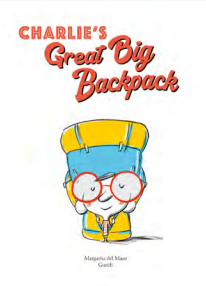 CHARLIE'S
Great Big
Backpack
Margarita del Mazo
Guridi